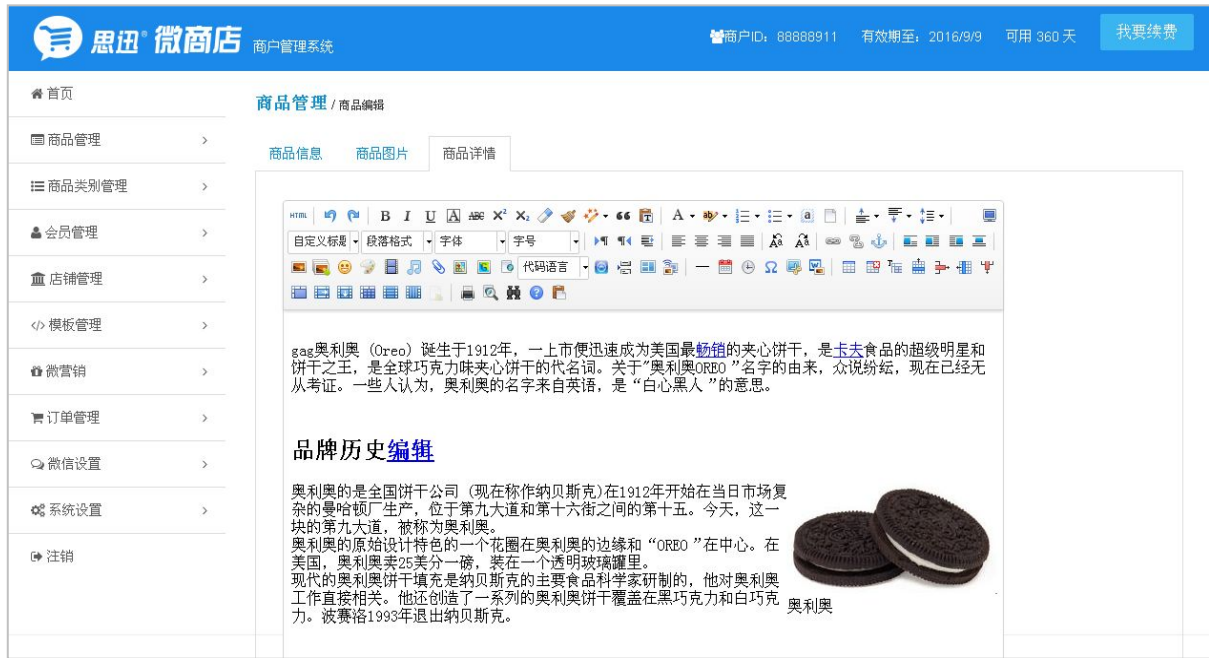 思迅® 微商店 商户管理系统
商户ID：88888911 有效期至：2016/9/9 可用 360 天 我要续费
首页
商品管理
商品类别管理
会员管理
店铺管理
模板管理
微营销
订单管理
微信设置
系统设置
注销
商品管理 / 商品编辑
商品信息 商品图片 商品详情
HTML B I U A ABC X² X₂ A a
自定义标题 段落格式 字体 字号
代码语言
gag奥利奥（Oreo）诞生于1912年，一上市便迅速成为美国最畅销的夹心饼干，是卡夫食品的超级明星和
饼干之王，是全球巧克力味夹心饼干的代名词。关于"奥利奥OREO"名字的由来，众说纷纭，现在已经无
从考证。一些人认为，奥利奥的名字来自英语，是“白心黑人”的意思。
品牌历史编辑
奥利奥的是全国饼干公司（现在称作纳贝斯克)在1912年开始在当日市场复
杂的曼哈顿厂生产，位于第九大道和第十六街之间的第十五。今天，这一
块的第九大道，被称为奥利奥。
奥利奥的原始设计特色的一个花圈在奥利奥的边缘和“OREO”在中心。在
美国，奥利奥卖25美分一磅，装在一个透明玻璃罐里。
现代的奥利奥饼干填充是纳贝斯克的主要食品科学家研制的，他对奥利奥
工作直接相关。他还创造了一系列的奥利奥饼干覆盖在黑巧克力和白巧克
力。波赛洛1993年退出纳贝斯克。
奥利奥